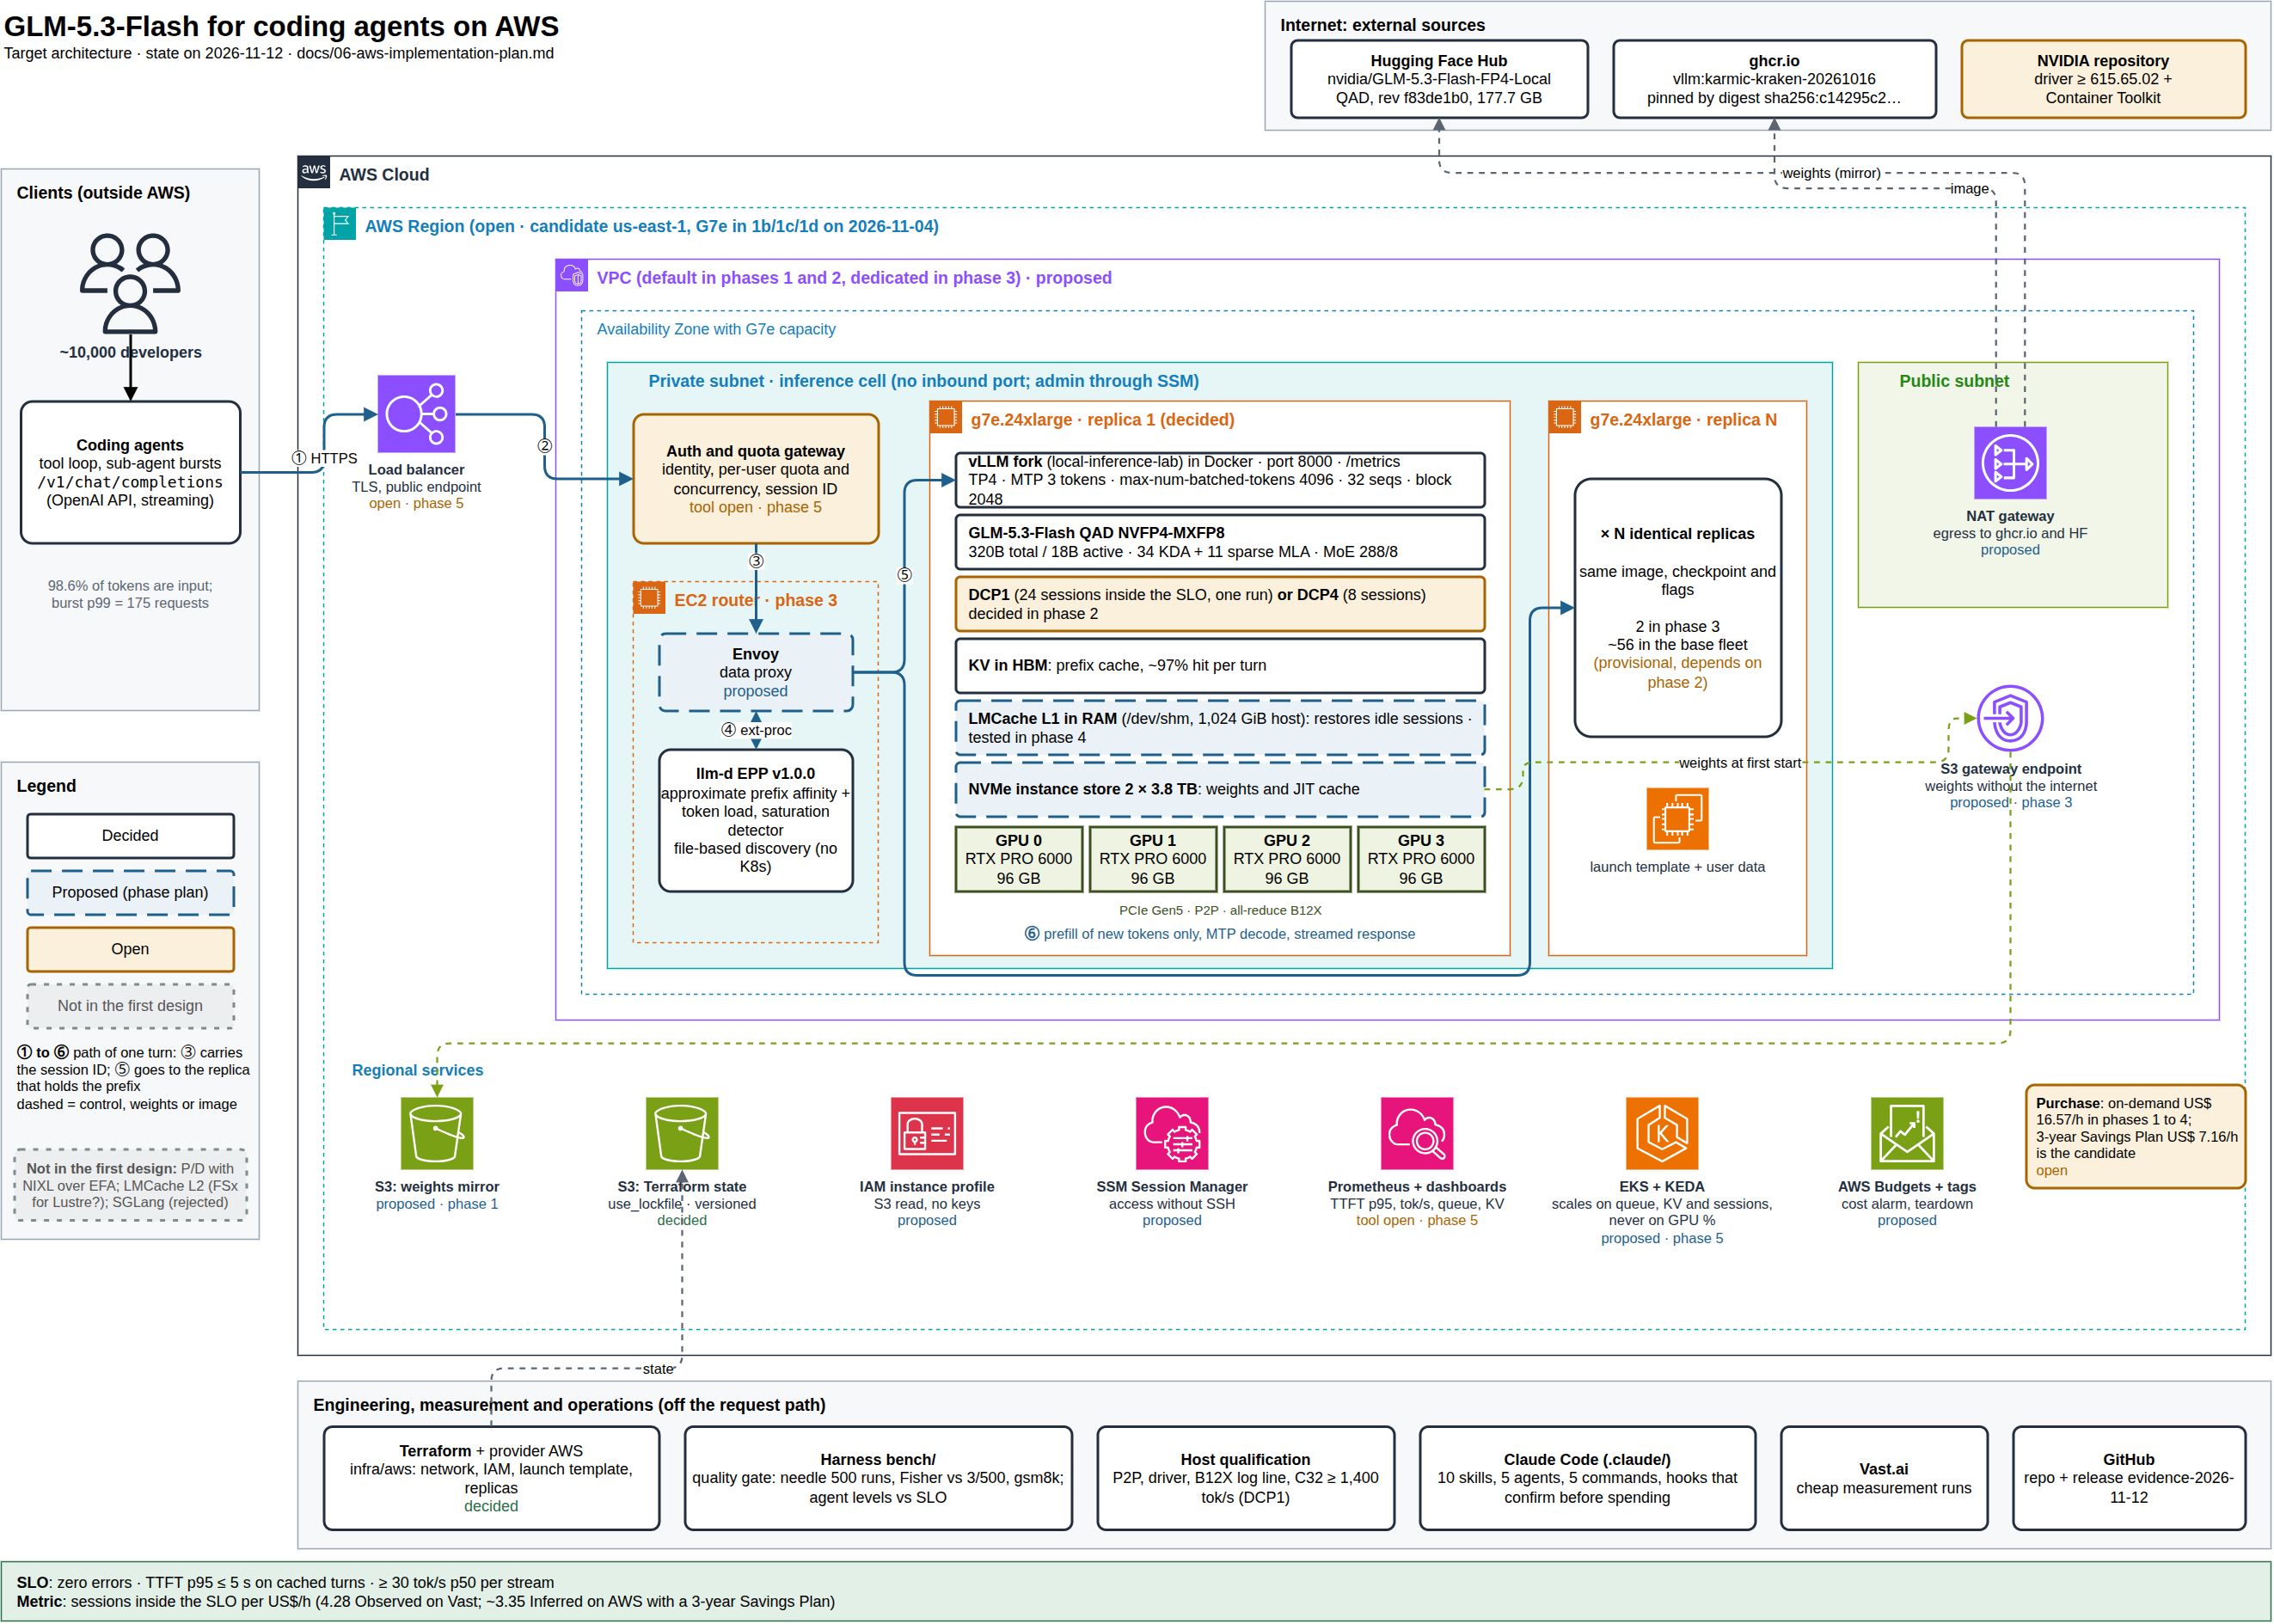 GLM-5.3-Flash for coding agents on AWS
Target architecture · state on 2026-11-12 · docs/06-aws-implementation-plan.md
Internet: external sources
Hugging Face Hub
nvidia/GLM-5.3-Flash-FP4-Local
QAD, rev f83de1b0, 177.7 GB
ghcr.io
vllm:karmic-kraken-20261016
pinned by digest sha256:c14295c2…
NVIDIA repository
driver ≥ 615.65.02 +
Container Toolkit
weights (mirror)
image
Clients (outside AWS)
~10,000 developers
Coding agents
tool loop, sub-agent bursts
/v1/chat/completions
(OpenAI API, streaming)
98.6% of tokens are input;
burst p99 = 175 requests
① HTTPS
aws
AWS Cloud
AWS Region (open · candidate us-east-1, G7e in 1b/1c/1d on 2026-11-04)
Load balancer
TLS, public endpoint
open · phase 5
②
VPC (default in phases 1 and 2, dedicated in phase 3) · proposed
Availability Zone with G7e capacity
Private subnet · inference cell (no inbound port; admin through SSM)
Auth and quota gateway
identity, per-user quota and
concurrency, session ID
tool open · phase 5
③
EC2 router · phase 3
Envoy
data proxy
proposed
④ ext-proc
llm-d EPP v1.0.0
approximate prefix affinity +
token load, saturation
detector
file-based discovery (no
K8s)
⑤
g7e.24xlarge · replica 1 (decided)
vLLM fork (local-inference-lab) in Docker · port 8000 · /metrics
TP4 · MTP 3 tokens · max-num-batched-tokens 4096 · 32 seqs · block
2048
GLM-5.3-Flash QAD NVFP4-MXFP8
320B total / 18B active · 34 KDA + 11 sparse MLA · MoE 288/8
DCP1 (24 sessions inside the SLO, one run) or DCP4 (8 sessions)
decided in phase 2
KV in HBM: prefix cache, ~97% hit per turn
LMCache L1 in RAM (/dev/shm, 1,024 GiB host): restores idle sessions ·
tested in phase 4
NVMe instance store 2 × 3.8 TB: weights and JIT cache
GPU 0
RTX PRO 6000
96 GB
GPU 1
RTX PRO 6000
96 GB
GPU 2
RTX PRO 6000
96 GB
GPU 3
RTX PRO 6000
96 GB
PCIe Gen5 · P2P · all-reduce B12X
⑥ prefill of new tokens only, MTP decode, streamed response
g7e.24xlarge · replica N
× N identical replicas
same image, checkpoint and
flags
2 in phase 3
~56 in the base fleet
(provisional, depends on
phase 2)
weights at first start
launch template + user data
Public subnet
NAT gateway
egress to ghcr.io and HF
proposed
S3 gateway endpoint
weights without the internet
proposed · phase 3
Legend
Decided
Proposed (phase plan)
Open
Not in the first design
① to ⑥ path of one turn: ③ carries
the session ID; ⑤ goes to the replica
that holds the prefix
dashed = control, weights or image
Not in the first design: P/D with
NIXL over EFA; LMCache L2 (FSx
for Lustre?); SGLang (rejected)
Regional services
S3: weights mirror
proposed · phase 1
S3: Terraform state
use_lockfile · versioned
decided
IAM instance profile
S3 read, no keys
proposed
SSM Session Manager
access without SSH
proposed
Prometheus + dashboards
TTFT p95, tok/s, queue, KV
tool open · phase 5
EKS + KEDA
scales on queue, KV and sessions,
never on GPU %
proposed · phase 5
AWS Budgets + tags
cost alarm, teardown
proposed
Purchase: on-demand US$
16.57/h in phases 1 to 4;
3-year Savings Plan US$ 7.16/h
is the candidate
open
state
Engineering, measurement and operations (off the request path)
Terraform + provider AWS
infra/aws: network, IAM, launch template,
replicas
decided
Harness bench/
quality gate: needle 500 runs, Fisher vs 3/500, gsm8k;
agent levels vs SLO
Host qualification
P2P, driver, B12X log line, C32 ≥ 1,400
tok/s (DCP1)
Claude Code (.claude/)
10 skills, 5 agents, 5 commands, hooks that
confirm before spending
Vast.ai
cheap measurement runs
GitHub
repo + release evidence-2026-
11-12
SLO: zero errors · TTFT p95 ≤ 5 s on cached turns · ≥ 30 tok/s p50 per stream
Metric: sessions inside the SLO per US$/h (4.28 Observed on Vast; ~3.35 Inferred on AWS with a 3-year Savings Plan)